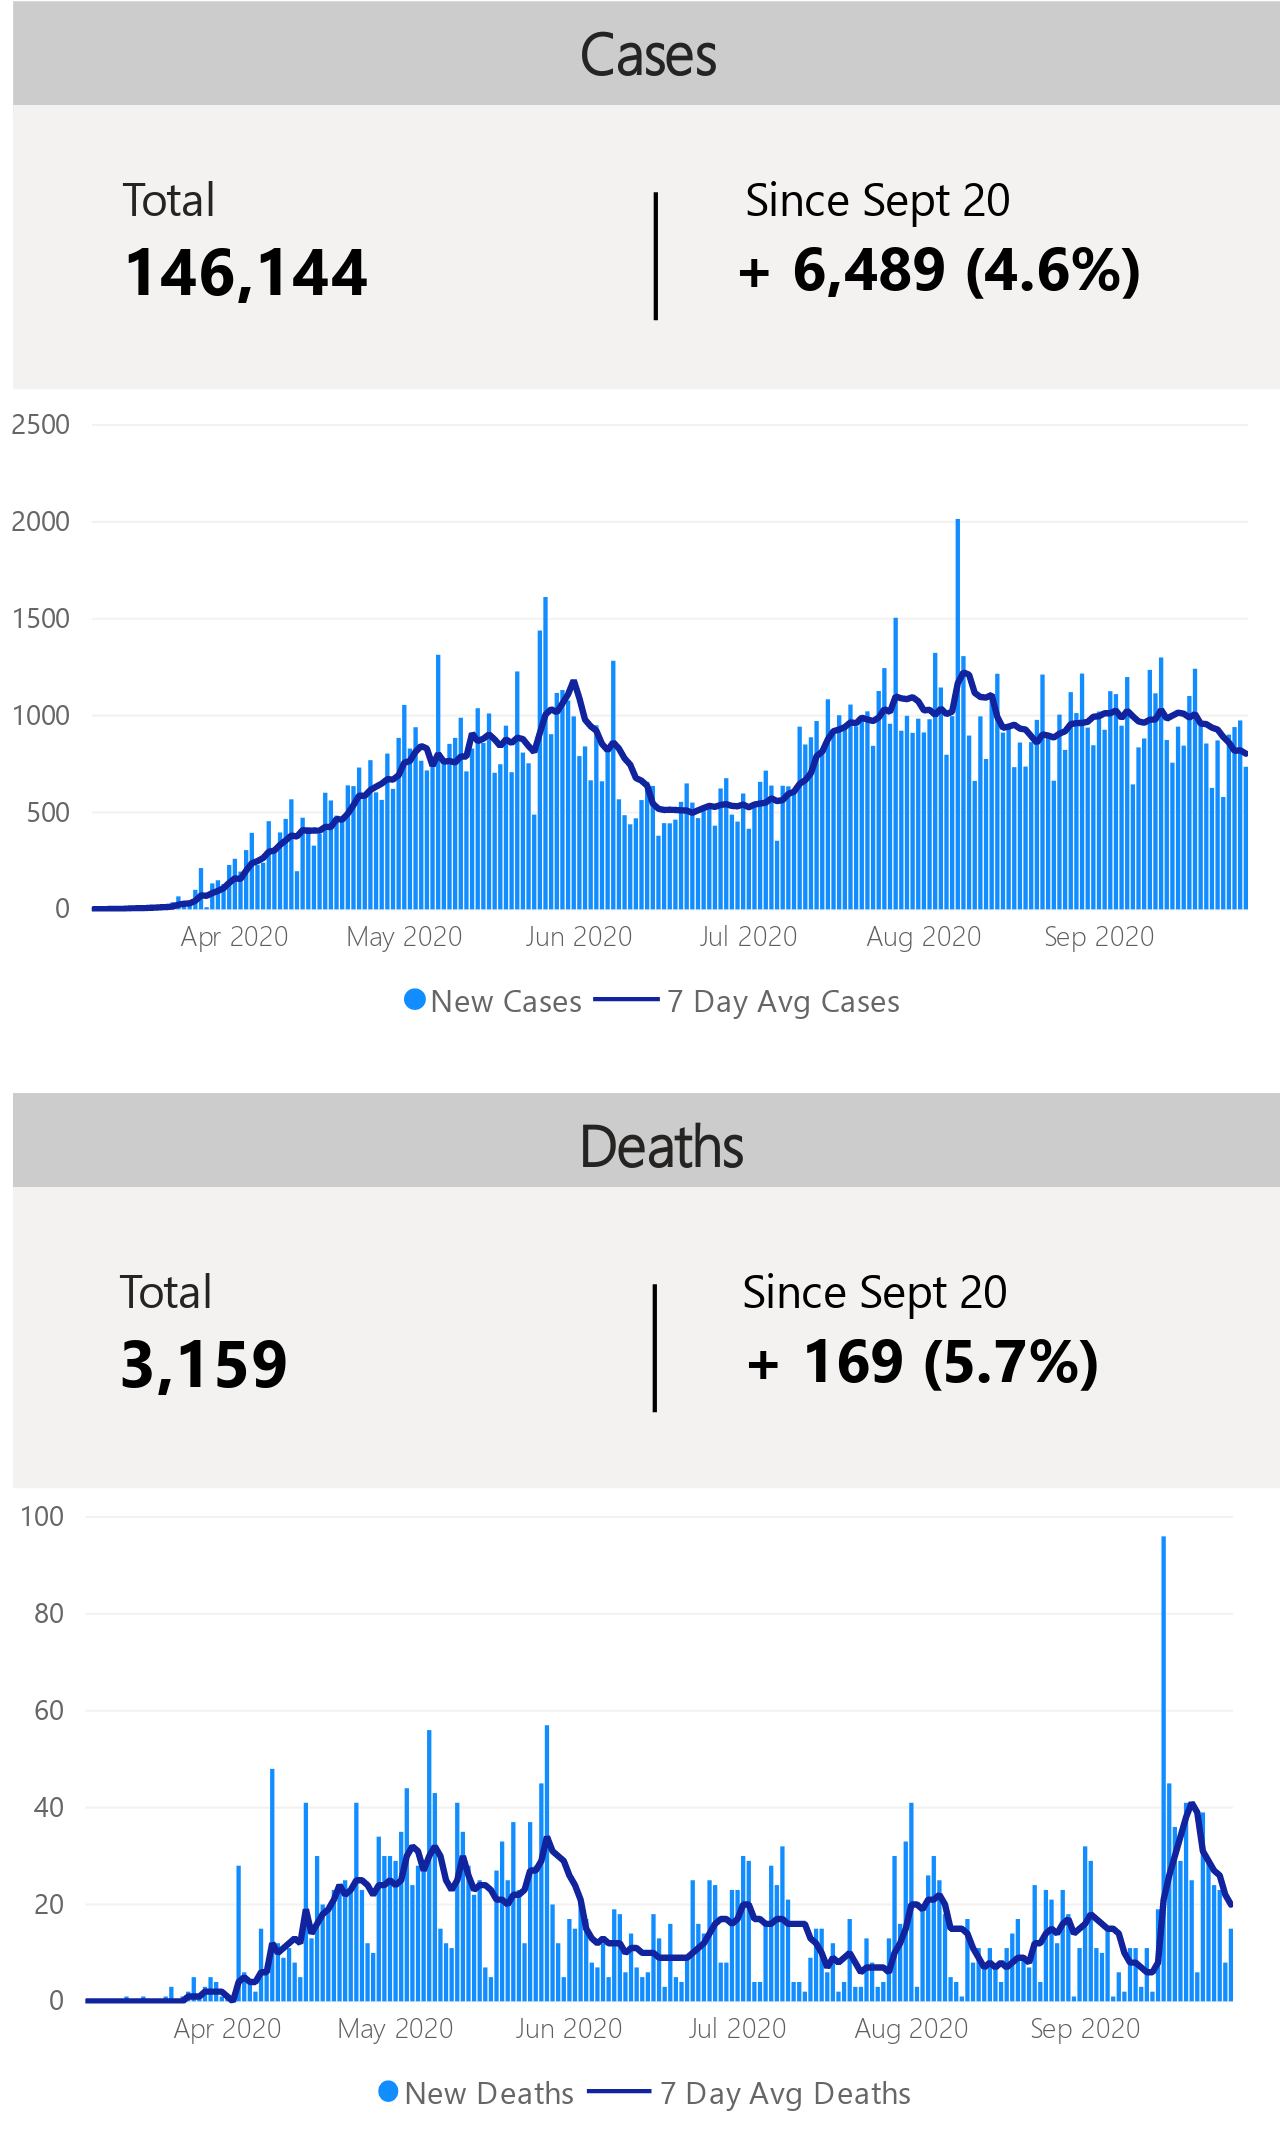 Cases
Total
Since Sept 20
146,144
+ 6,489 (4.6%)
2500
2000
1500
1000
500
0
Apr 2020 May 2020 Jun 2020 Jul 2020 Aug 2020 Sep 2020
New Cases 7 Day Avg Cases
Deaths
Total
Since Sept 20
3,159
+ 169 (5.7%)
100
80
60
40
20
0
Apr 2020 May 2020 Jun 2020 Jul 2020 Aug 2020 Sep 2020
New Deaths 7 Day Avg Deaths